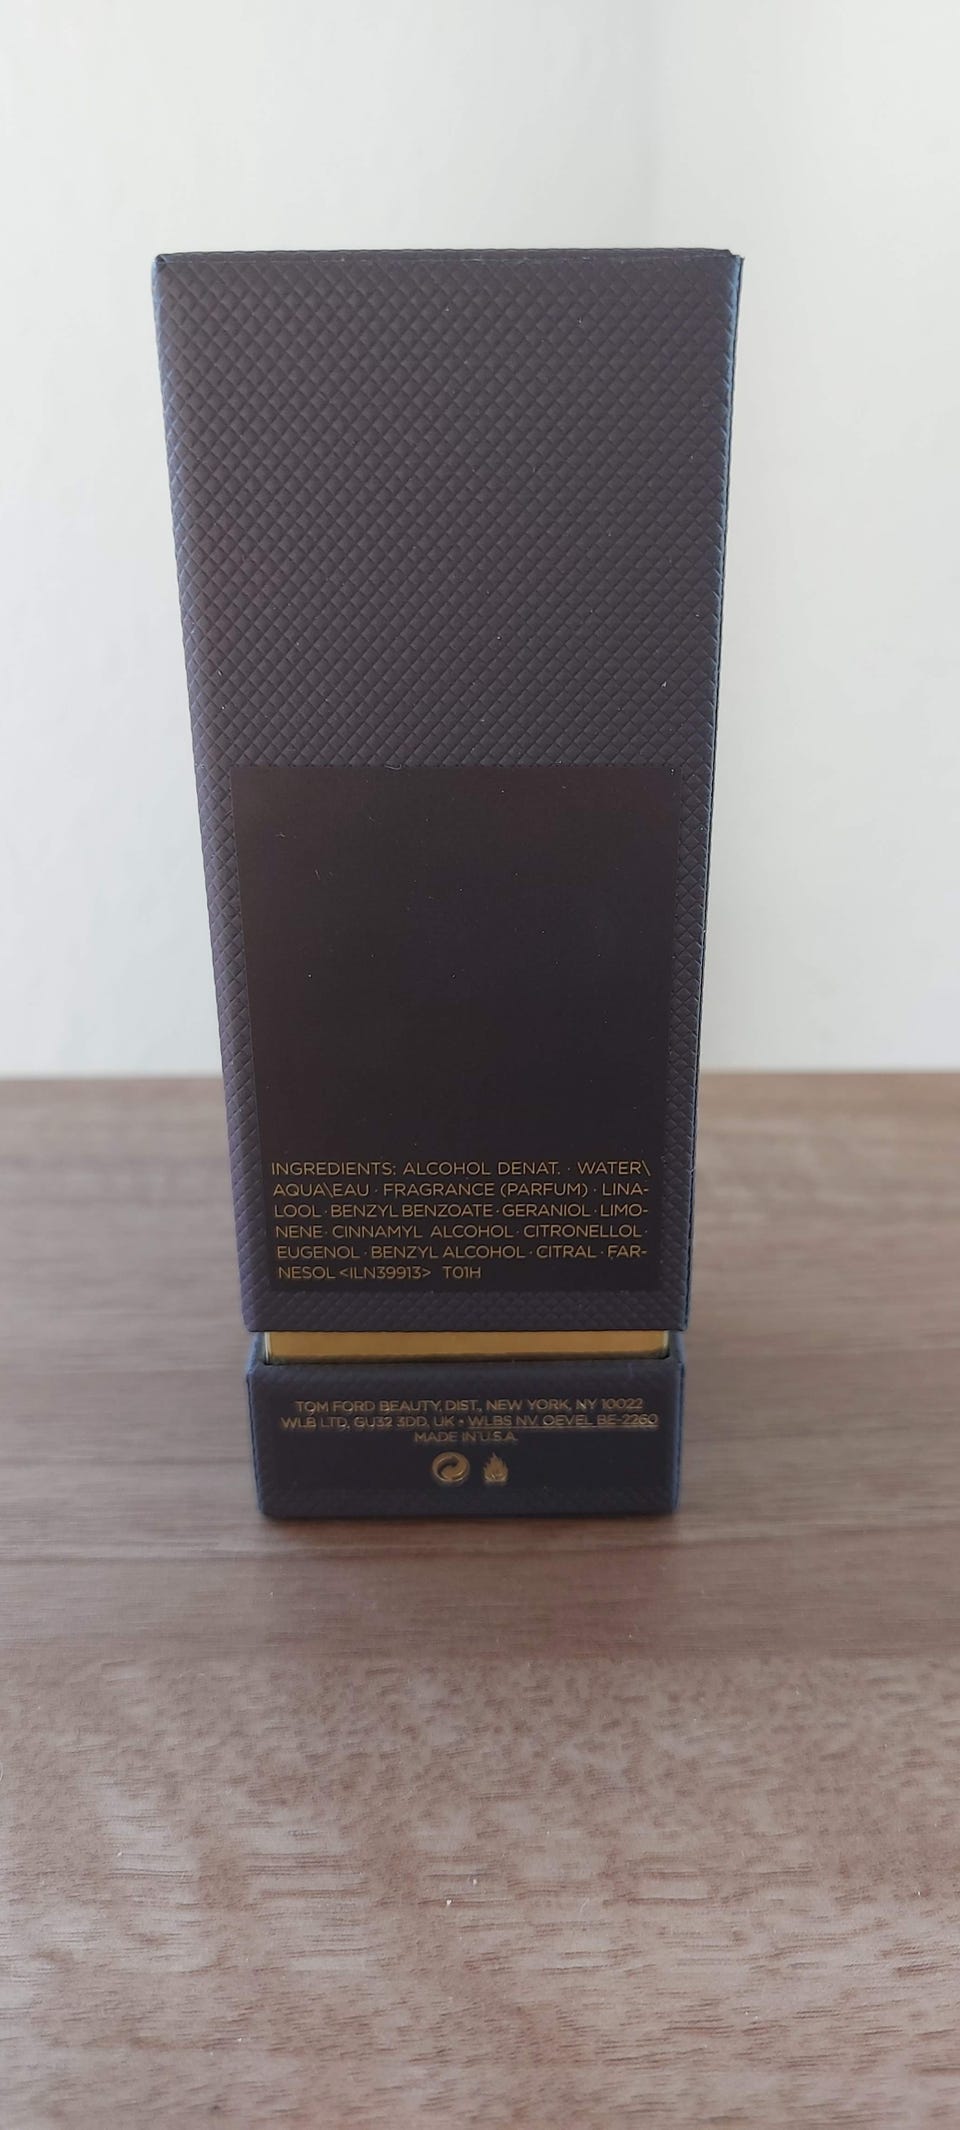 INGREDIENTS: ALCOHOL DENAT. · WATER\
AQUA\EAU · FRAGRANCE (PARFUM) · LINA-
LOOL · BENZYL BENZOATE · GERANIOL · LIMO-
NENE · CINNAMYL ALCOHOL · CITRONELLOL ·
EUGENOL · BENZYL ALCOHOL · CITRAL · FAR-
NESOL <ILN39913> T01H
TOM FORD BEAUTY, DIST., NEW YORK, NY 10022
WLB LTD, GU32 3DD, UK • WLBS NV OEVEL BE-2260
MADE IN U.S.A.